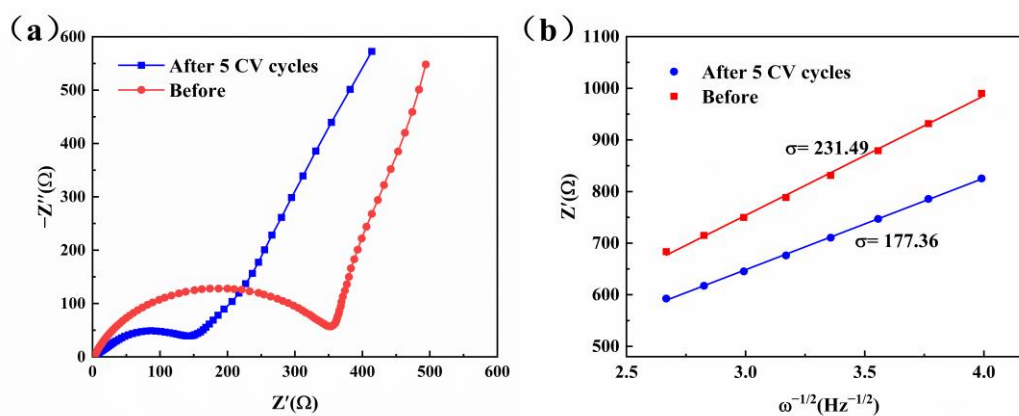 （a）
600
500
400
300
200
100
0
0 100 200 300 400 500 600
−Z″(Ω)
Z′(Ω)
After 5 CV cycles
Before
（b）
1100
1000
900
800
700
600
500
2.5 3.0 3.5 4.0
Z′(Ω)
ω⁻¹/²(Hz⁻¹/²)
After 5 CV cycles
Before
σ= 231.49
σ= 177.36